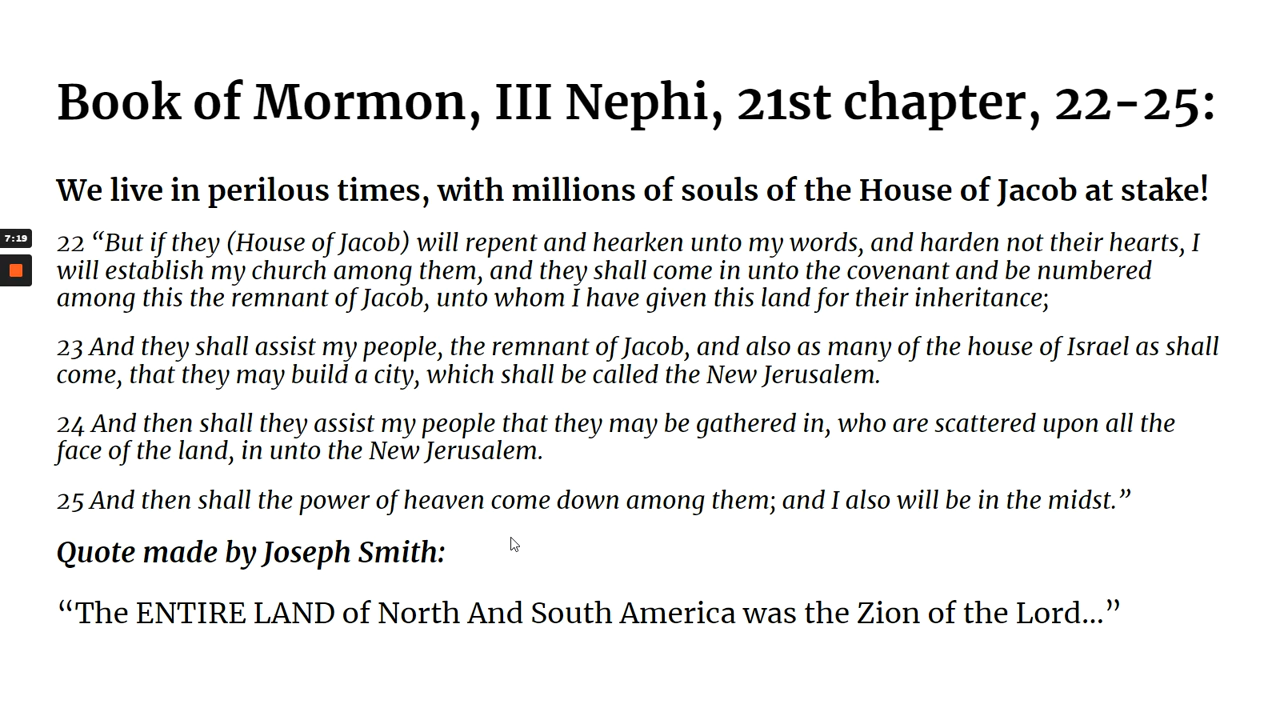 Book of Mormon, III Nephi, 21st chapter, 22-25:
We live in perilous times, with millions of souls of the House of Jacob at stake!
7:19
22 “But if they (House of Jacob) will repent and hearken unto my words, and harden not their hearts, I
will establish my church among them, and they shall come in unto the covenant and be numbered
among this the remnant of Jacob, unto whom I have given this land for their inheritance;
23 And they shall assist my people, the remnant of Jacob, and also as many of the house of Israel as shall
come, that they may build a city, which shall be called the New Jerusalem.
24 And then shall they assist my people that they may be gathered in, who are scattered upon all the
face of the land, in unto the New Jerusalem.
25 And then shall the power of heaven come down among them; and I also will be in the midst.”
Quote made by Joseph Smith:
“The ENTIRE LAND of North And South America was the Zion of the Lord...”